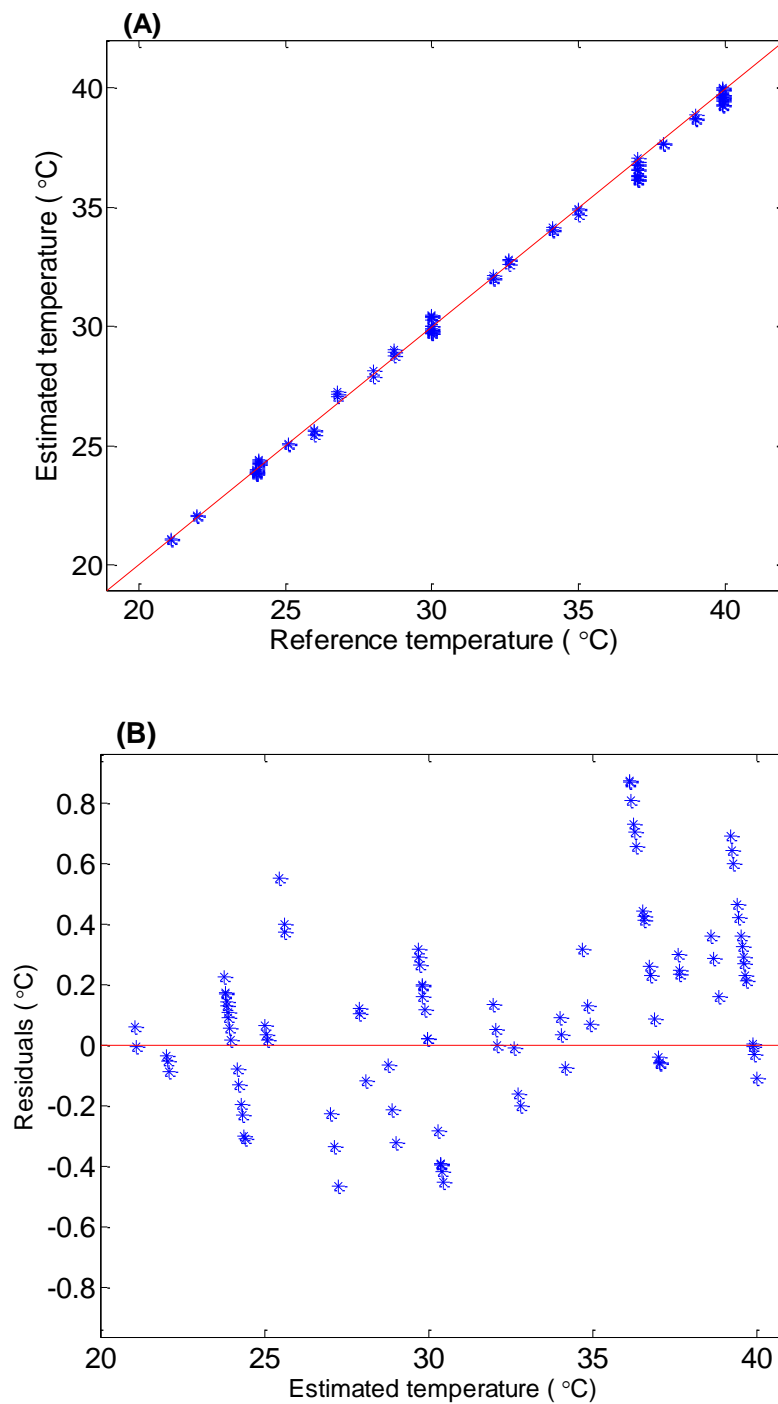 (A)
40
35
30
25
20
Estimated temperature ( °C)
20 25 30 35 40
Reference temperature ( °C)
(B)
0.8
0.6
0.4
0.2
0
-0.2
-0.4
-0.6
-0.8
Residuals ( °C)
20 25 30 35 40
Estimated temperature ( °C)